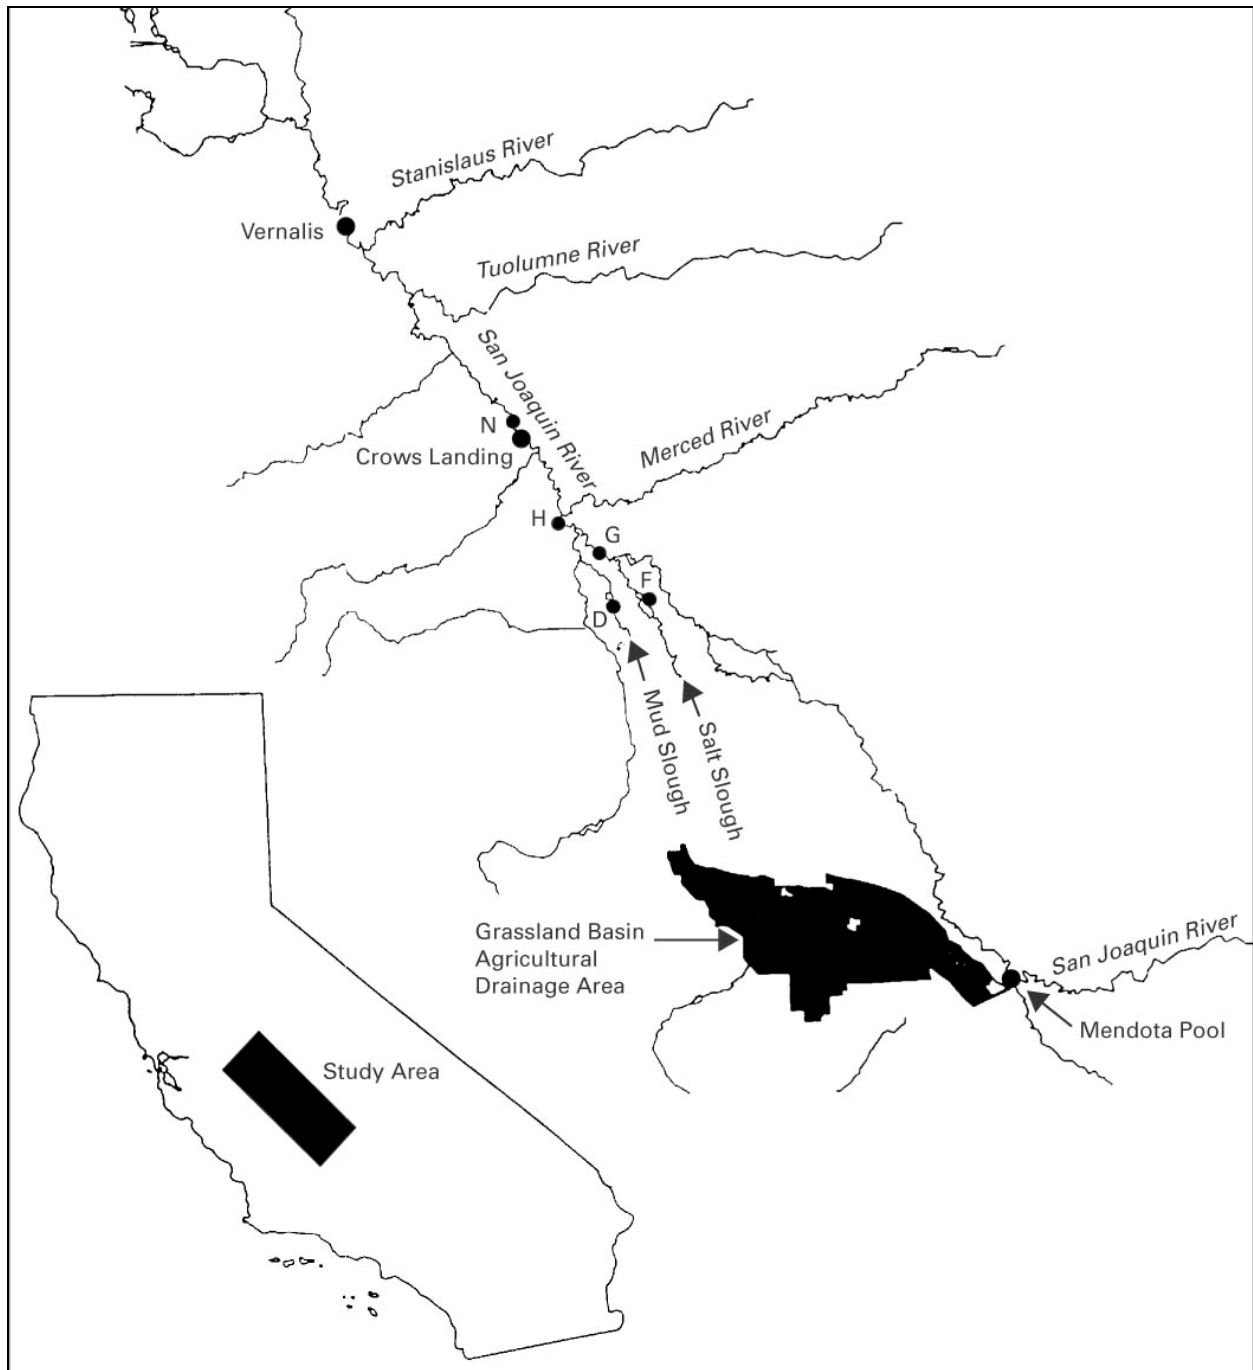 Stanislaus River
Vernalis
Tuolumne River
San Joaquin River
N
Crows Landing
Merced River
H
G
F
D
Mud Slough
Salt Slough
Grassland Basin
Agricultural
Drainage Area
San Joaquin River
Mendota Pool
Study Area